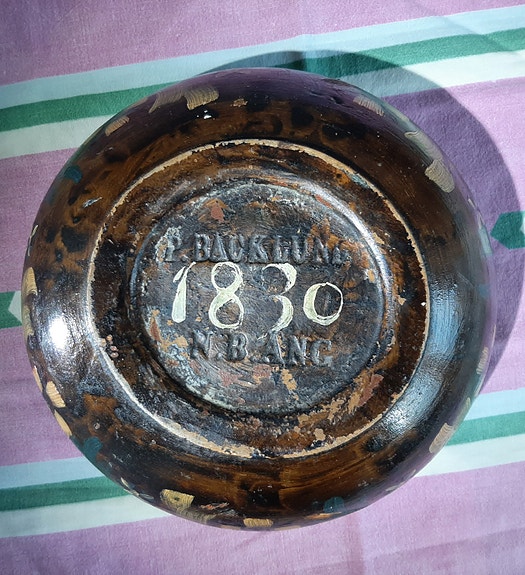 P. BACKLUND
1830
N. B. ANG